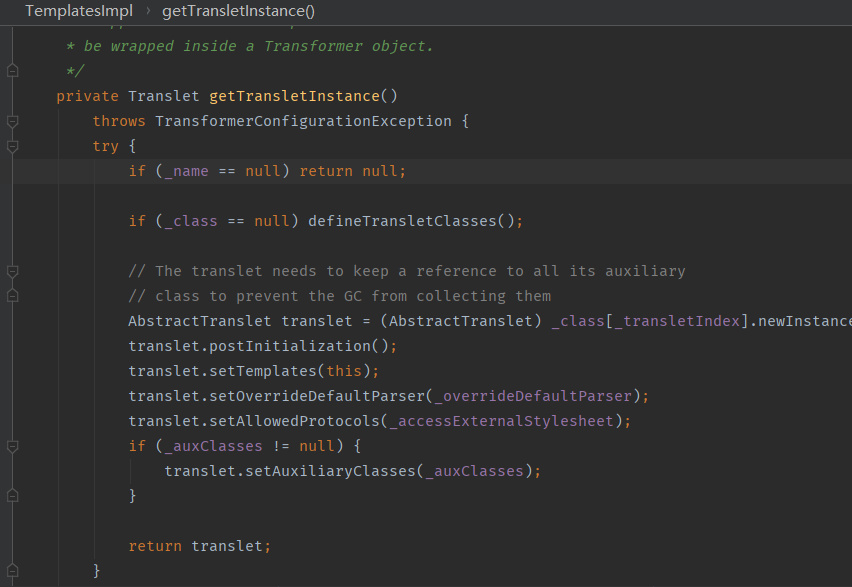 TemplatesImpl › getTransletInstance()
* be wrapped inside a Transformer object.
*/
private Translet getTransletInstance()
throws TransformerConfigurationException {
try {
if (_name == null) return null;
if (_class == null) defineTransletClasses();
// The translet needs to keep a reference to all its auxiliary
// class to prevent the GC from collecting them
AbstractTranslet translet = (AbstractTranslet) _class[_transletIndex].newInstance
translet.postInitialization();
translet.setTemplates(this);
translet.setOverrideDefaultParser(_overrideDefaultParser);
translet.setAllowedProtocols(_accessExternalStylesheet);
if (_auxClasses != null) {
translet.setAuxiliaryClasses(_auxClasses);
}
return translet;
}